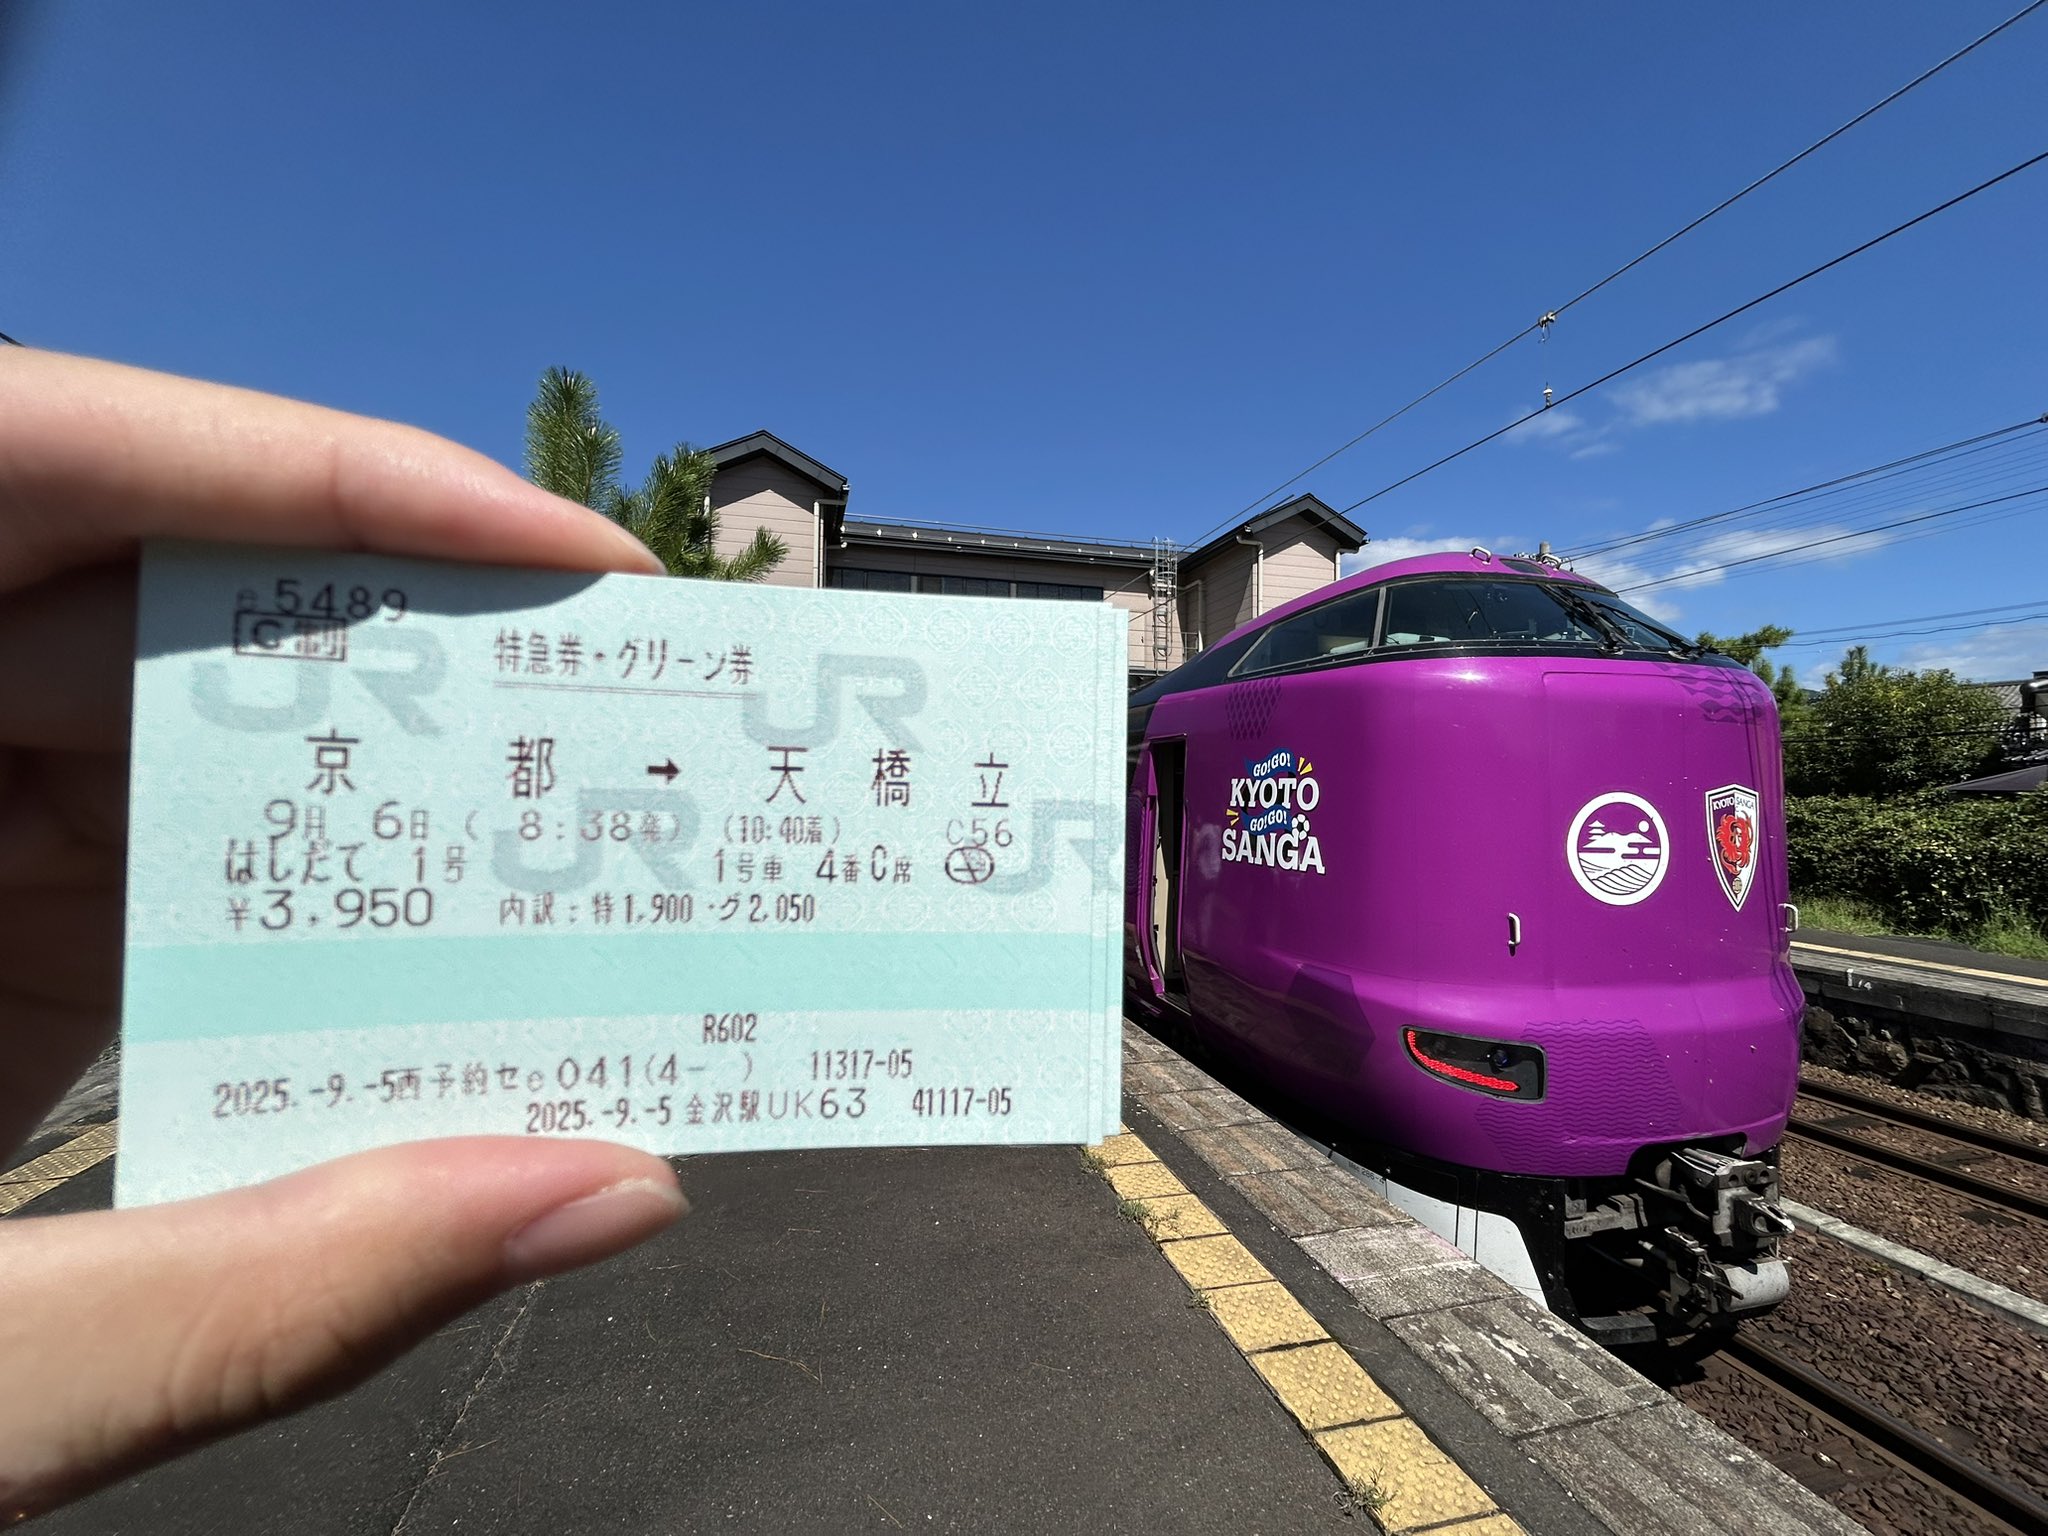 5489
C制
特急券・グリーン券
京都→天橋立
9月 6日 ( 8:38発) (10:40着) C56
はしだて 1号 1号車 4番C席
¥3,950 内訳:特1,900・グ2,050
R602
2025.-9.-5西予約セe041(4- ) 11317-05
2025.-9.-5 金沢駅UK63 41117-05
JR
JR
JR
JR
GO!GO!
KYOTO
GO!GO!
SANGA
KYOTO SANGA